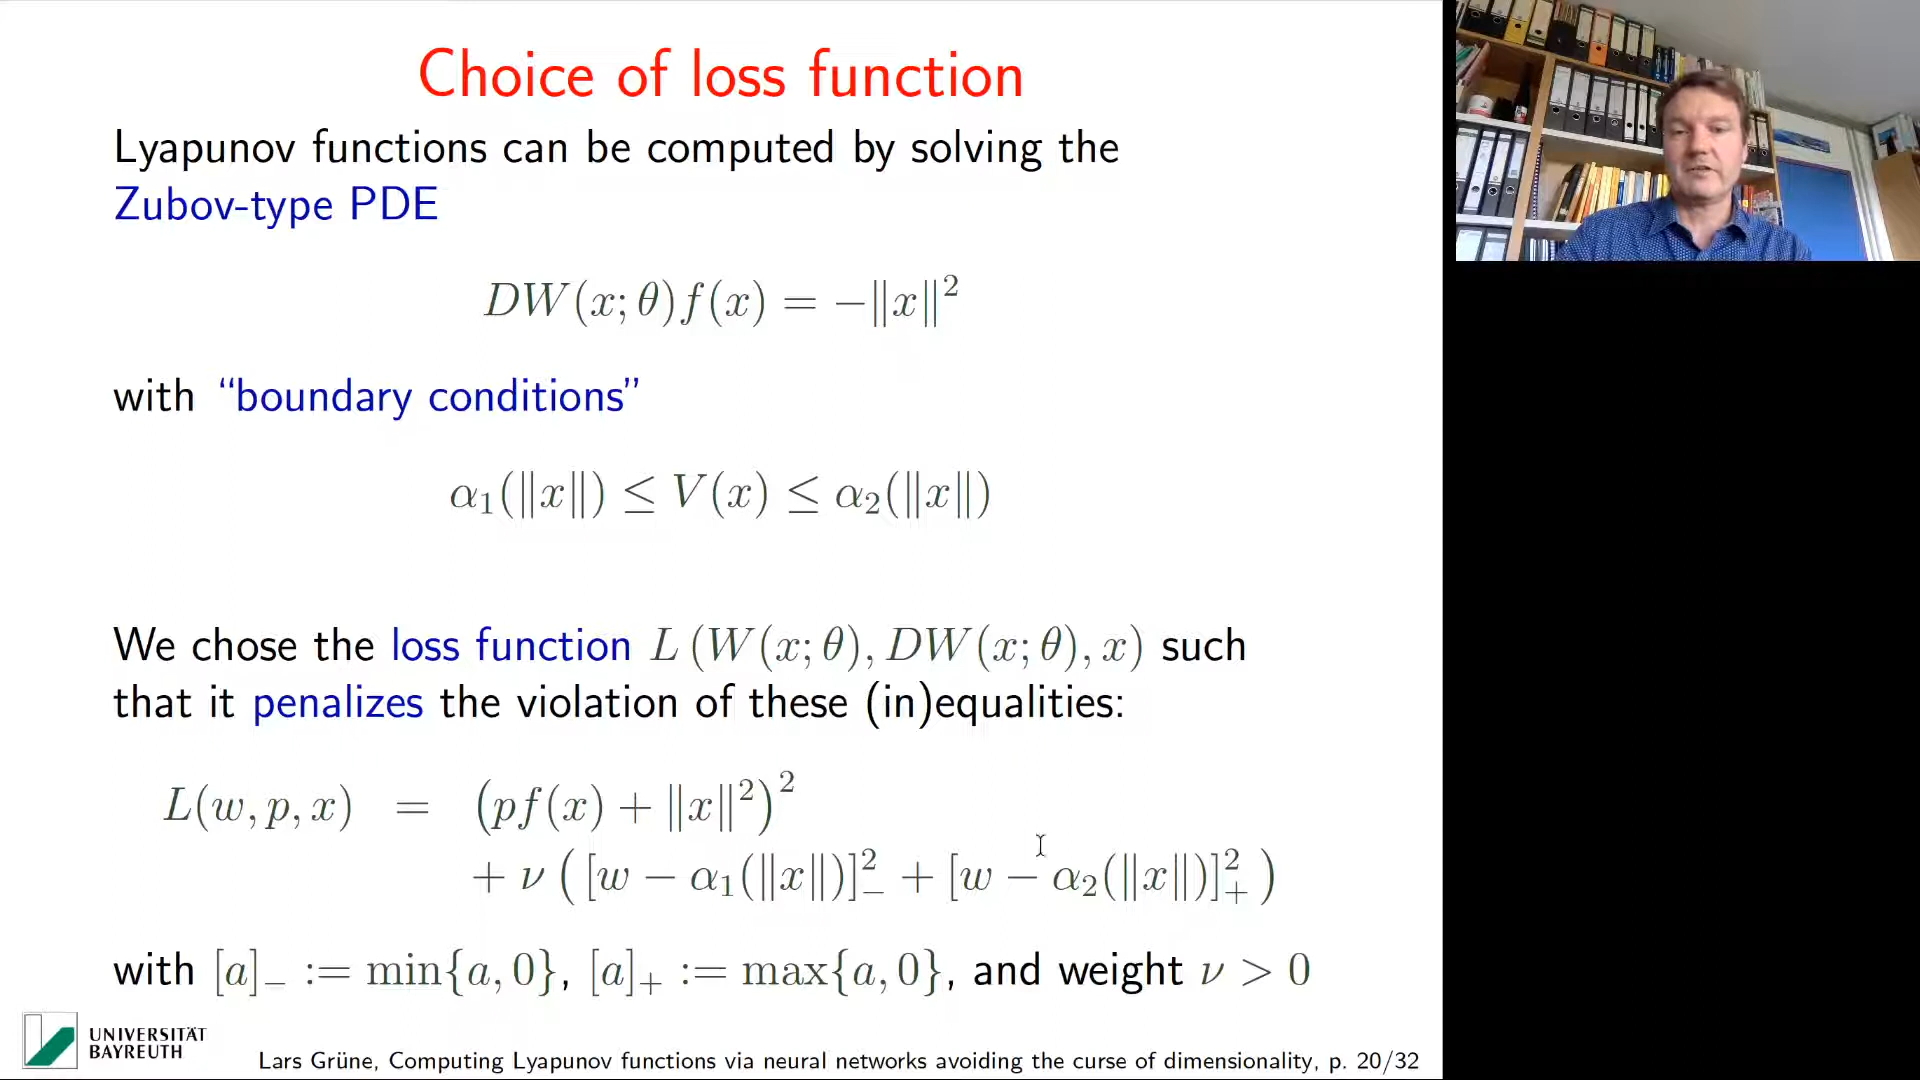 Choice of loss function
Lyapunov functions can be computed by solving the
Zubov-type PDE
DW(x; θ)f(x) = −‖x‖²
with “boundary conditions”
α₁(‖x‖) ≤ V(x) ≤ α₂(‖x‖)
We chose the loss function L (W(x; θ), DW(x; θ), x) such
that it penalizes the violation of these (in)equalities:
L(w, p, x) = (pf(x) + ‖x‖²)²
+ ν ( [w − α₁(‖x‖)]²₋ + [w − α₂(‖x‖)]²₊ )
with [a]₋ := min{a, 0}, [a]₊ := max{a, 0}, and weight ν > 0
UNIVERSITÄT
BAYREUTH
Lars Grüne, Computing Lyapunov functions via neural networks avoiding the curse of dimensionality, p. 20/32